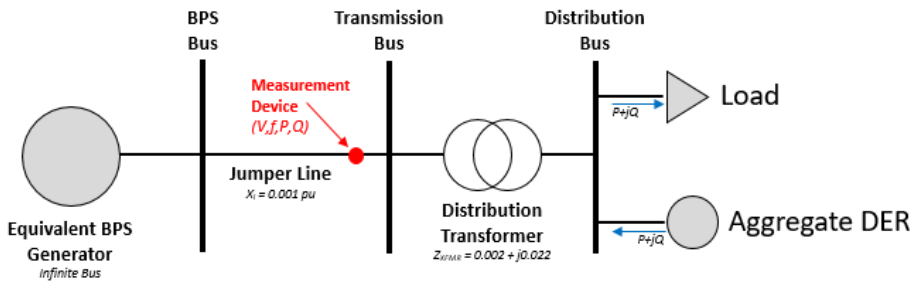 BPS
Bus
Transmission
Bus
Distribution
Bus
Measurement
Device
(V,f,P,Q)
Load
P+jQ
Jumper Line
Xₗ = 0.001 pu
Distribution
Transformer
Z_XFMR = 0.002 + j0.022
Equivalent BPS
Generator
Infinite Bus
Aggregate DER
P+jQ